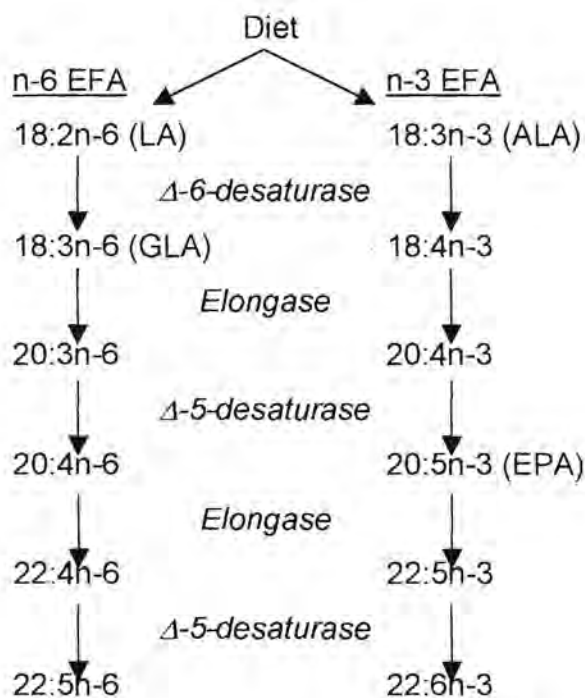 Diet
n-6 EFA n-3 EFA
18:2n-6 (LA) 18:3n-3 (ALA)
Δ-6-desaturase
18:3n-6 (GLA) 18:4n-3
Elongase
20:3n-6 20:4n-3
Δ-5-desaturase
20:4n-6 20:5n-3 (EPA)
Elongase
22:4n-6 22:5n-3
Δ-5-desaturase
22:5n-6 22:6n-3